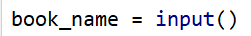 book_name = input()